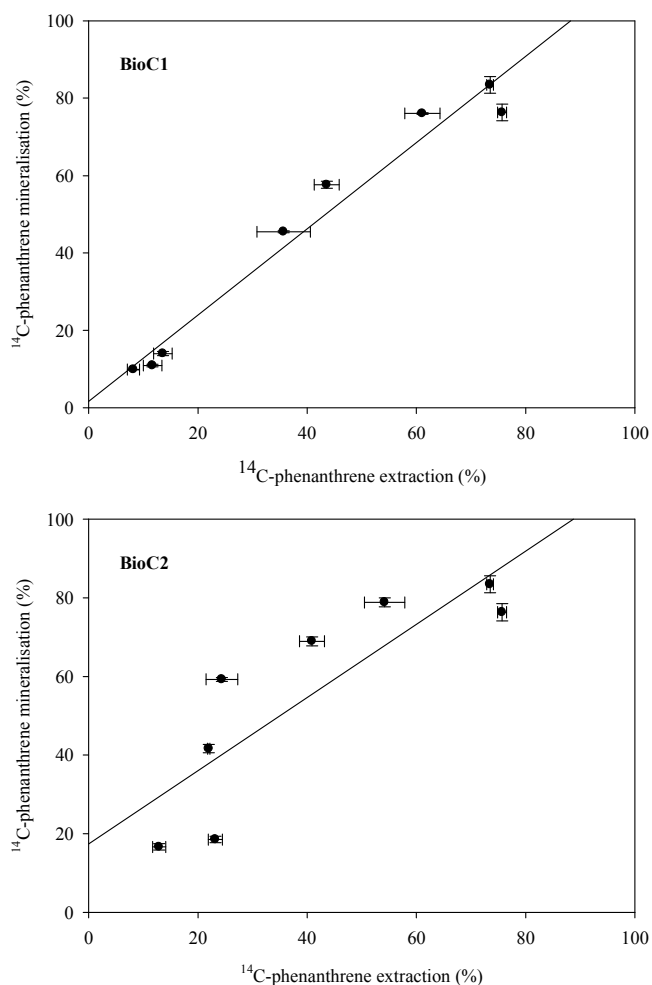 BioC1
¹⁴C-phenanthrene mineralisation (%)
100
80
60
40
20
0
0 20 40 60 80 100
¹⁴C-phenanthrene extraction (%)
BioC2
¹⁴C-phenanthrene mineralisation (%)
100
80
60
40
20
0
0 20 40 60 80 100
¹⁴C-phenanthrene extraction (%)